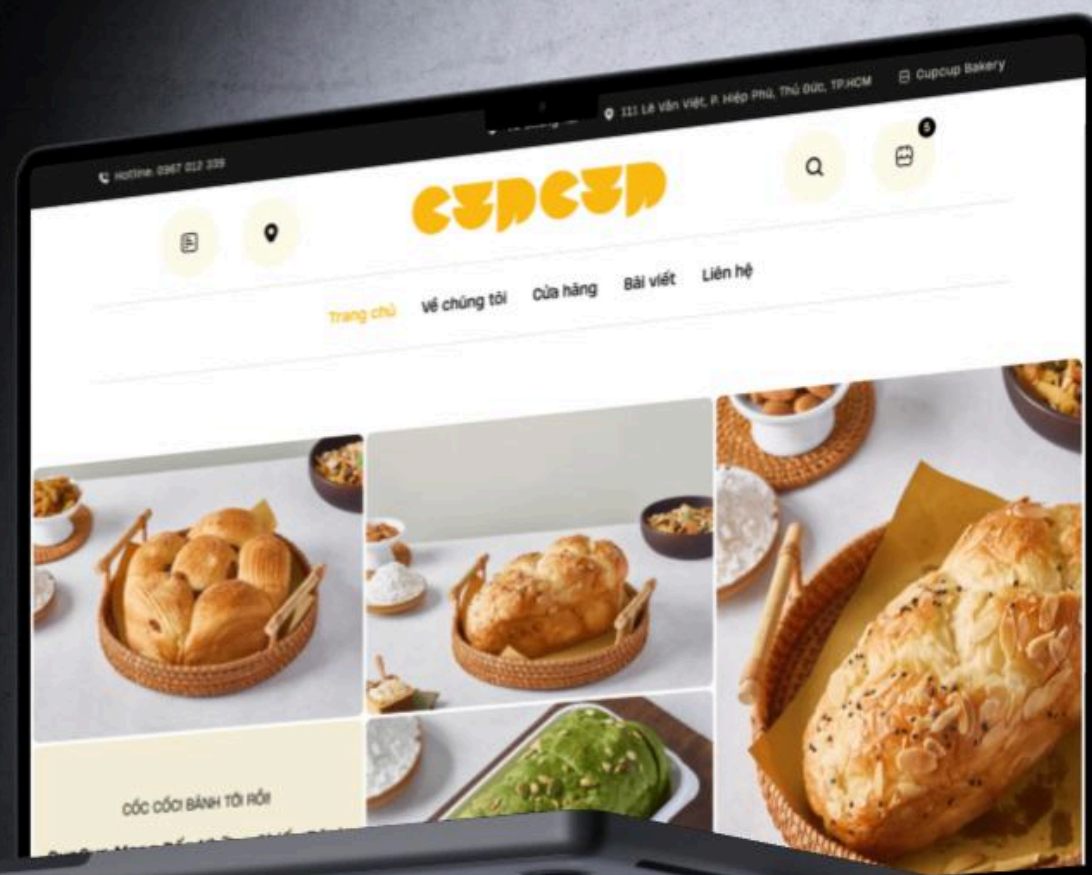 Hotline: 0967 012 339
111 Lê Văn Việt, P. Hiệp Phú, Thủ Đức, TP.HCM
Cupcup Bakery
5
CUPCUP
Trang chủ
Về chúng tôi
Cửa hàng
Bài viết
Liên hệ
CỐC CỐC! BÁNH TỚI RỒI!